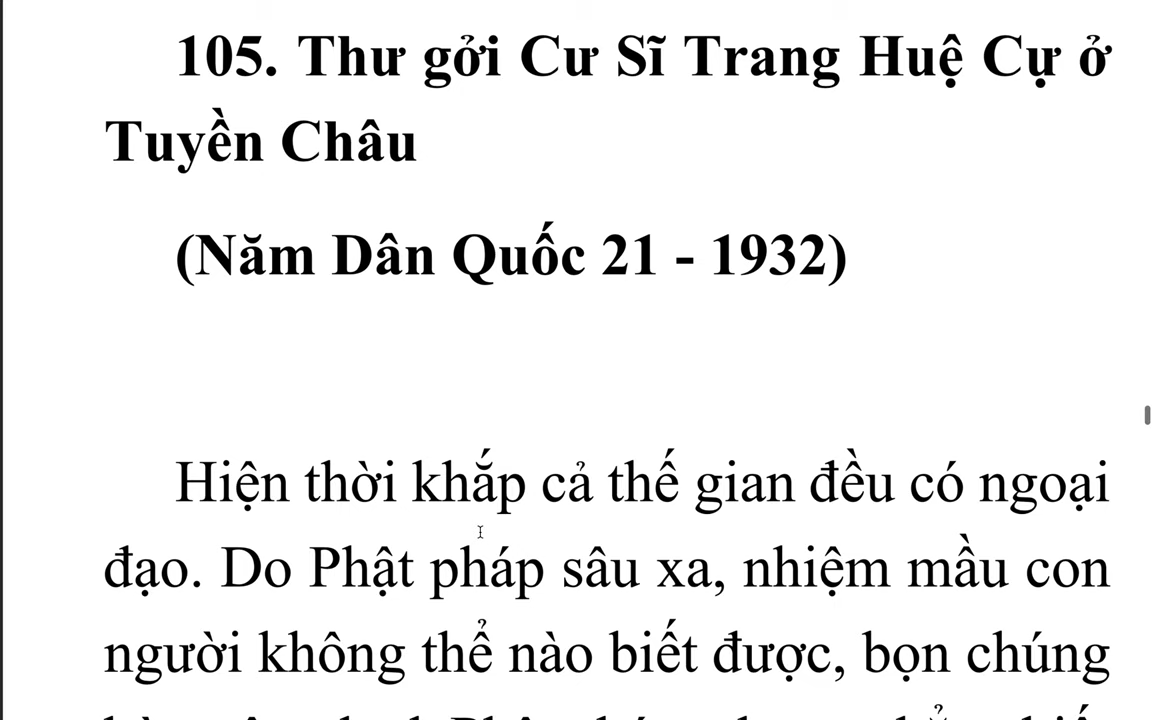 105. Thư gởi Cư Sĩ Trang Huệ Cự ở
Tuyền Châu
(Năm Dân Quốc 21 - 1932)
Hiện thời khắp cả thế gian đều có ngoại
đạo. Do Phật pháp sâu xa, nhiệm mầu con
người không thể nào biết được, bọn chúng